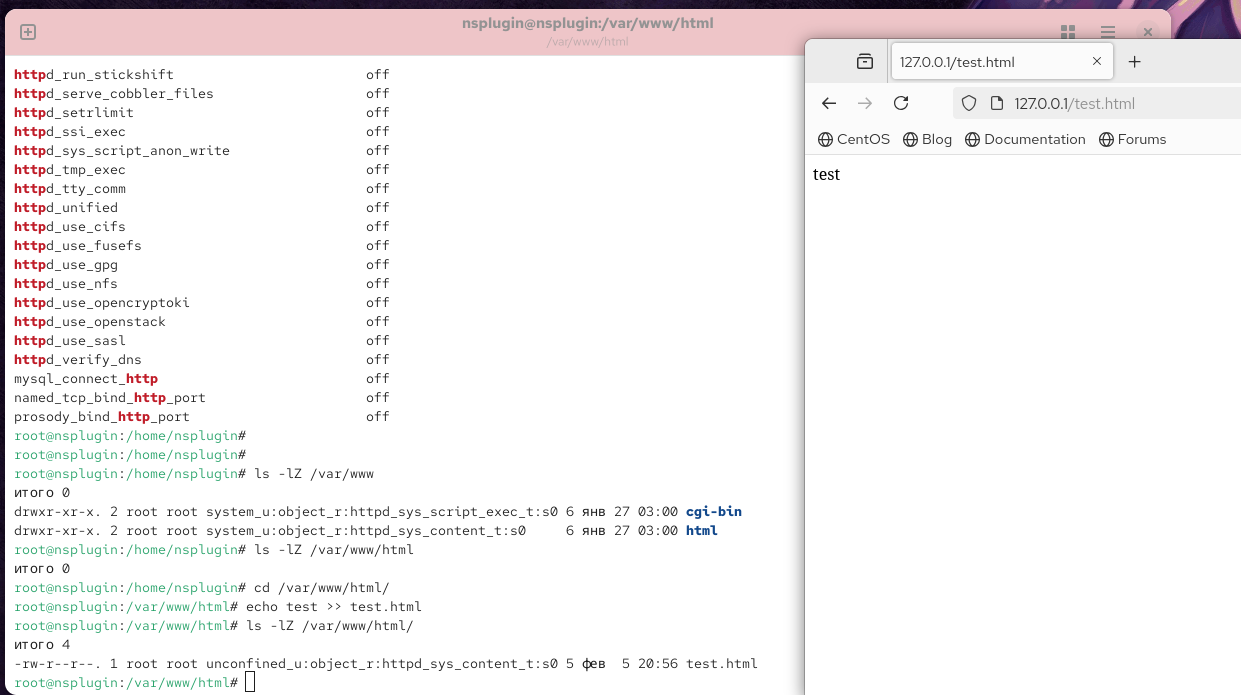 nsplugin@nsplugin:/var/www/html
/var/www/html
httpd_run_stickshift off
httpd_serve_cobbler_files off
httpd_setrlimit off
httpd_ssi_exec off
httpd_sys_script_anon_write off
httpd_tmp_exec off
httpd_tty_comm off
httpd_unified off
httpd_use_cifs off
httpd_use_fusefs off
httpd_use_gpg off
httpd_use_nfs off
httpd_use_opencryptoki off
httpd_use_openstack off
httpd_use_sasl off
httpd_verify_dns off
mysql_connect_http off
named_tcp_bind_http_port off
prosody_bind_http_port off
root@nsplugin:/home/nsplugin#
root@nsplugin:/home/nsplugin#
root@nsplugin:/home/nsplugin# ls -lZ /var/www
итого 0
drwxr-xr-x. 2 root root system_u:object_r:httpd_sys_script_exec_t:s0 6 янв 27 03:00 cgi-bin
drwxr-xr-x. 2 root root system_u:object_r:httpd_sys_content_t:s0     6 янв 27 03:00 html
root@nsplugin:/home/nsplugin# ls -lZ /var/www/html
итого 0
root@nsplugin:/home/nsplugin# cd /var/www/html/
root@nsplugin:/var/www/html# echo test >> test.html
root@nsplugin:/var/www/html# ls -lZ /var/www/html/
итого 4
-rw-r--r--. 1 root root unconfined_u:object_r:httpd_sys_content_t:s0 5 фев  5 20:56 test.html
root@nsplugin:/var/www/html#
127.0.0.1/test.html
127.0.0.1/test.html
CentOS Blog Documentation Forums
test